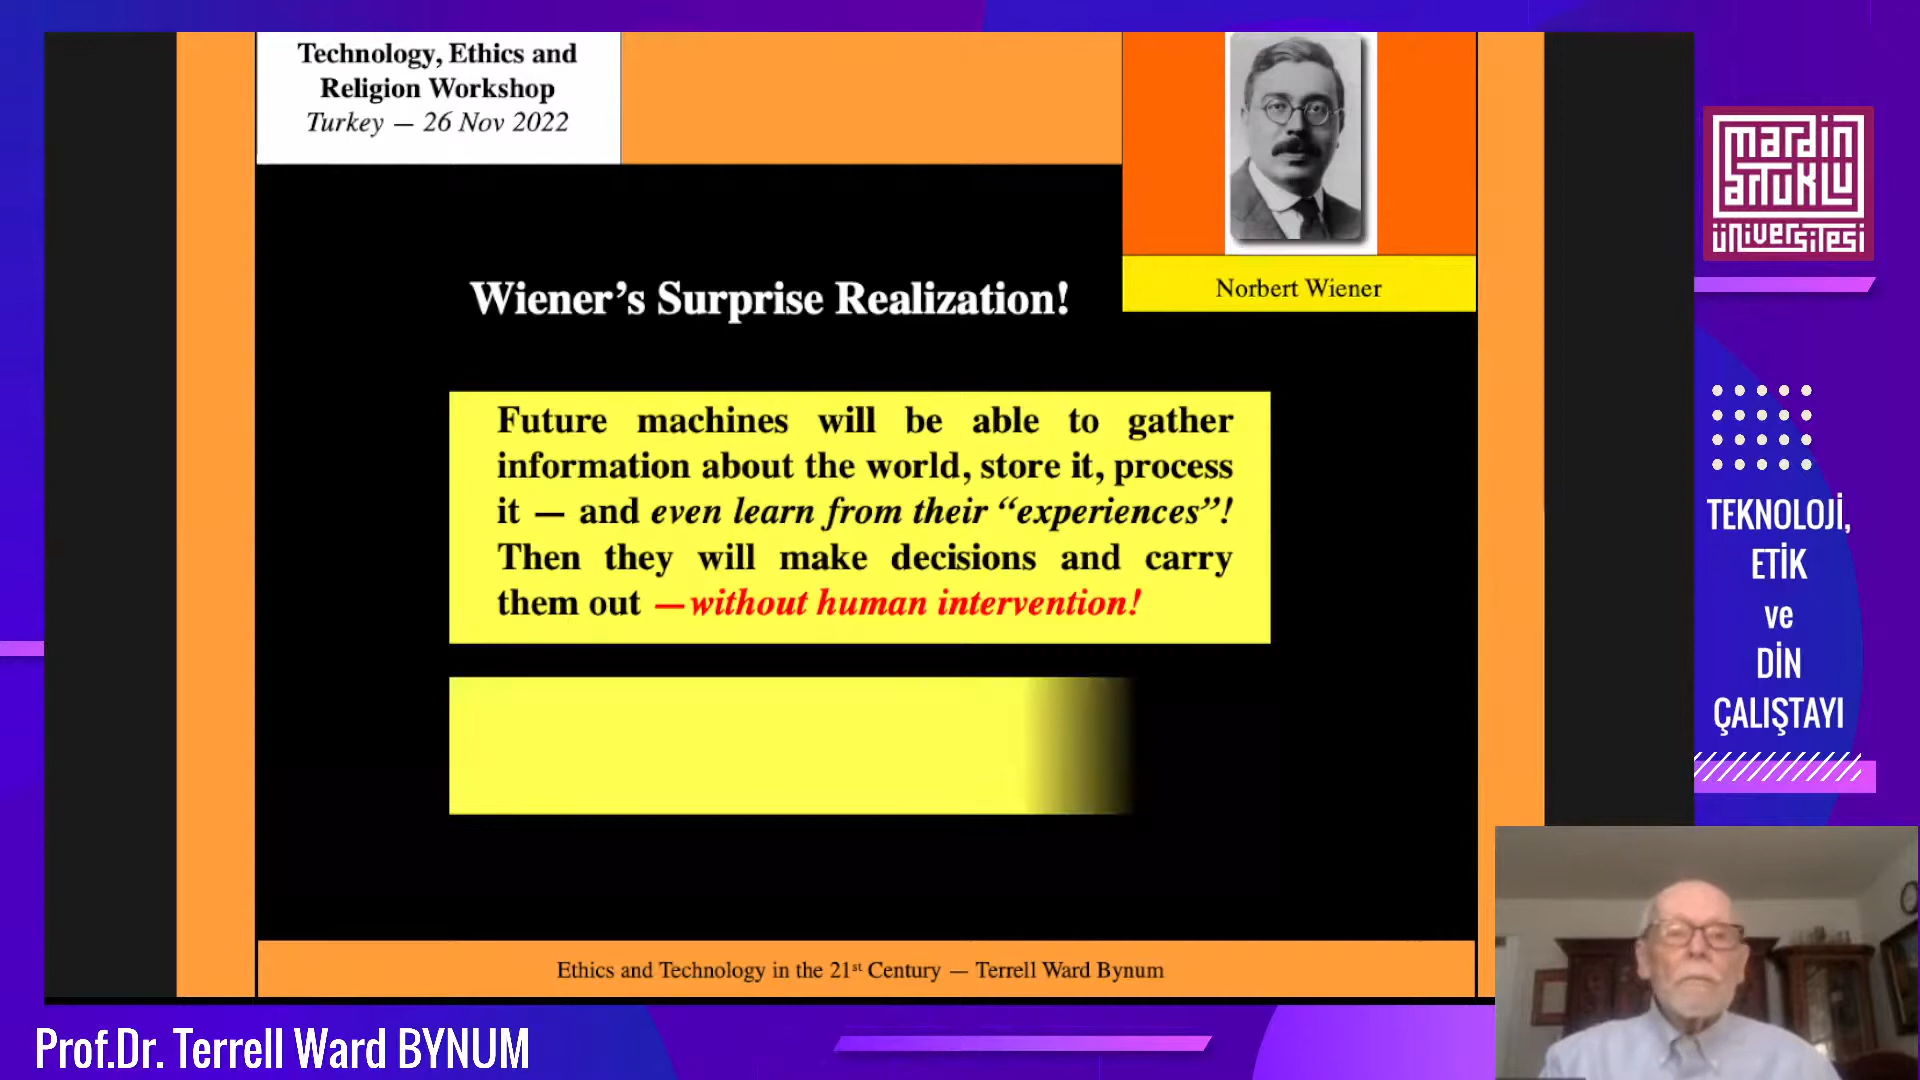 Technology, Ethics and
Religion Workshop
Turkey — 26 Nov 2022
Norbert Wiener
Wiener’s Surprise Realization!
Future machines will be able to gather
information about the world, store it, process
it — and even learn from their “experiences”!
Then they will make decisions and carry
them out —without human intervention!
Ethics and Technology in the 21st Century — Terrell Ward Bynum
mardin
artuklu
üniversitesi
TEKNOLOJİ,
ETİK
ve
DİN
ÇALIŞTAYI
Prof.Dr. Terrell Ward BYNUM